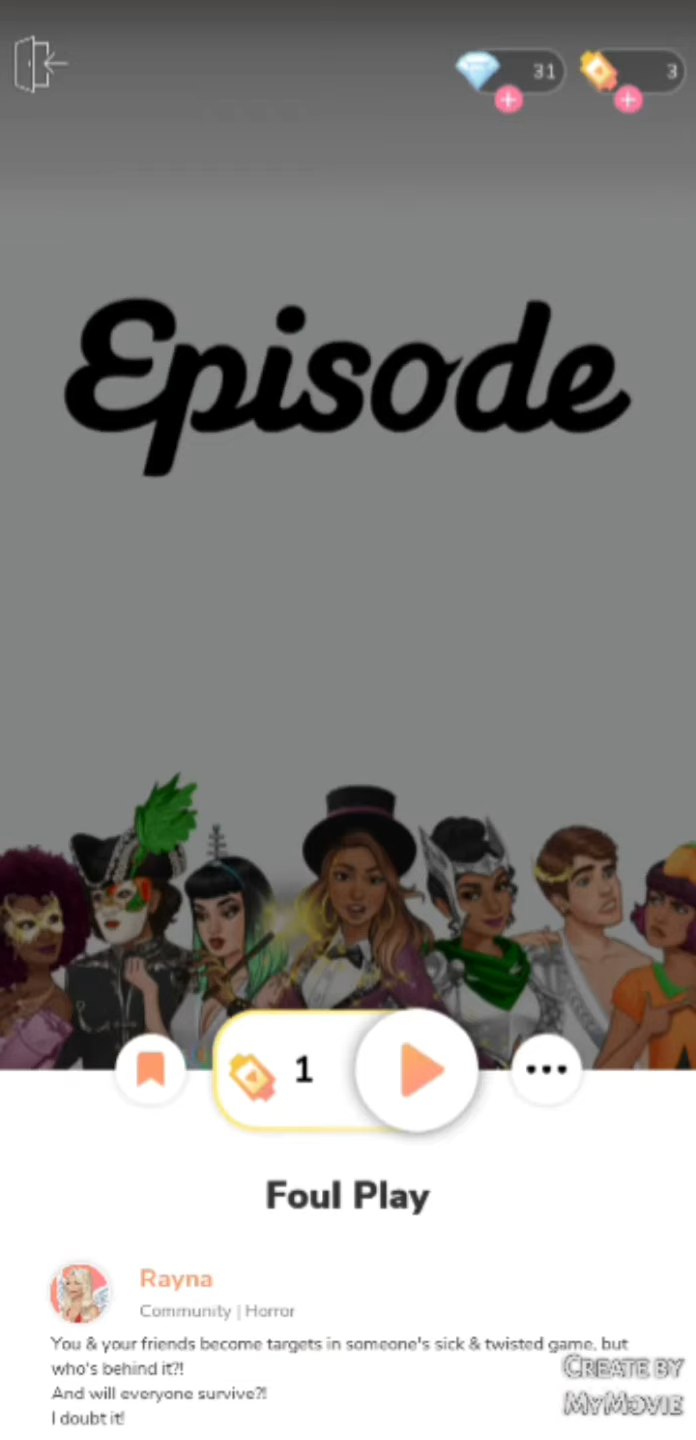 31
3
Episode
1
Foul Play
Rayna
Community | Horror
You & your friends become targets in someone's sick & twisted game, but
who's behind it?!
And will everyone survive?!
I doubt it!
CREATE BY
MYMOVIE